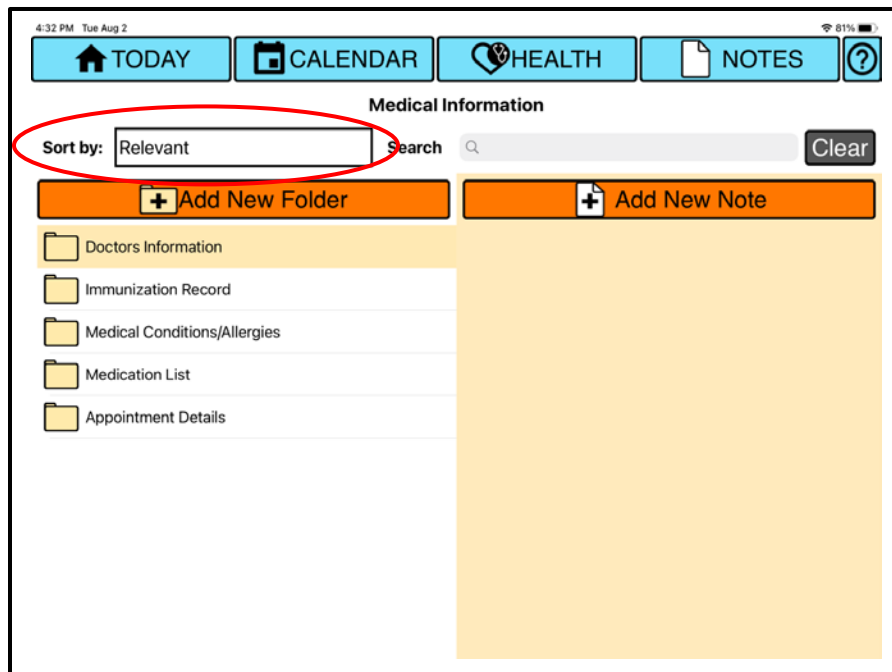 4:32 PM Tue Aug 2 81%
TODAY CALENDAR HEALTH NOTES ?
Medical Information
Sort by: Relevant Search Clear
Add New Folder Add New Note
Doctors Information
Immunization Record
Medical Conditions/Allergies
Medication List
Appointment Details